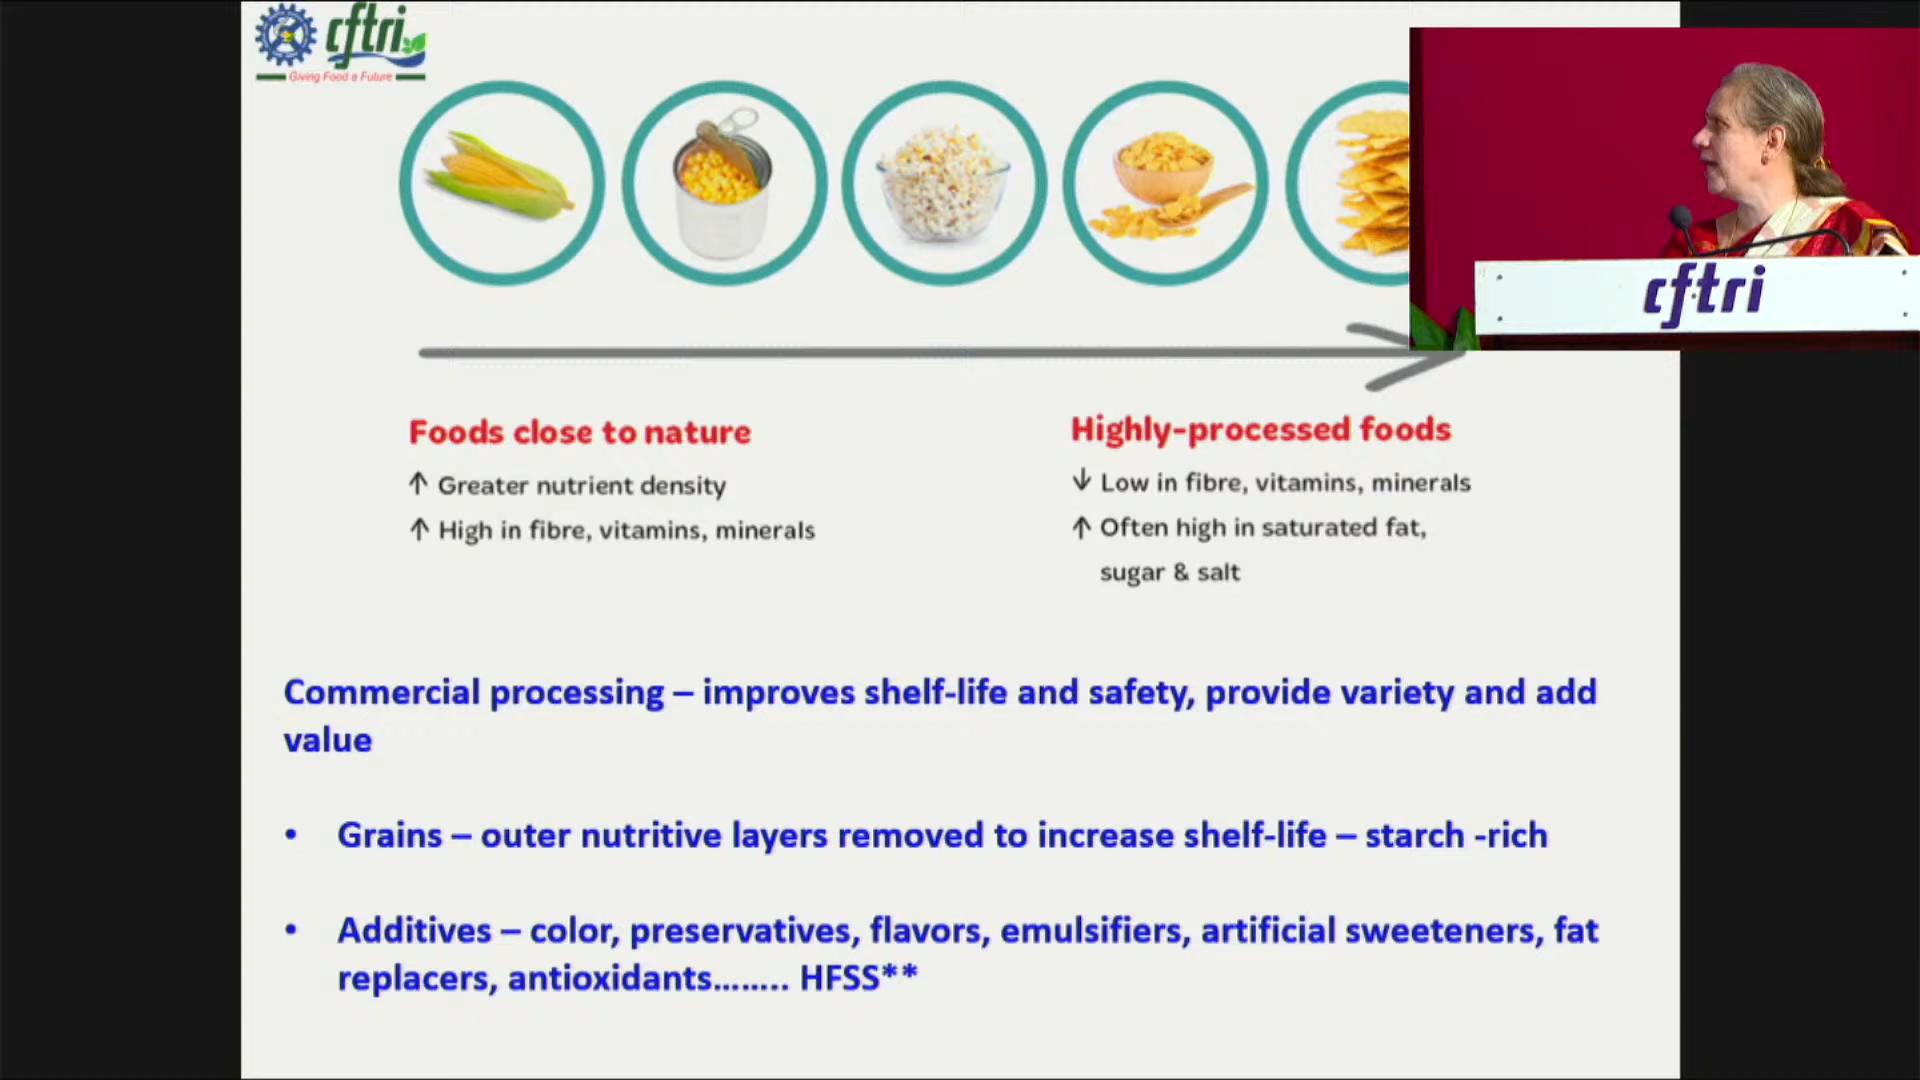 cftri
Giving Food a Future
cftri
Foods close to nature
↑ Greater nutrient density
↑ High in fibre, vitamins, minerals
Highly-processed foods
↓ Low in fibre, vitamins, minerals
↑ Often high in saturated fat,
sugar & salt
Commercial processing – improves shelf-life and safety, provide variety and add
value
• Grains – outer nutritive layers removed to increase shelf-life – starch -rich
• Additives – color, preservatives, flavors, emulsifiers, artificial sweeteners, fat
replacers, antioxidants…….. HFSS**